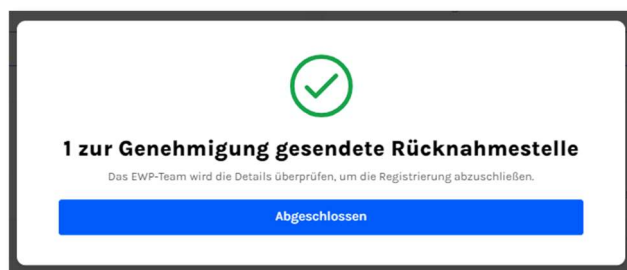 1 zur Genehmigung gesendete Rücknahmestelle
Das EWP-Team wird die Details überprüfen, um die Registrierung abzuschließen.
Abgeschlossen